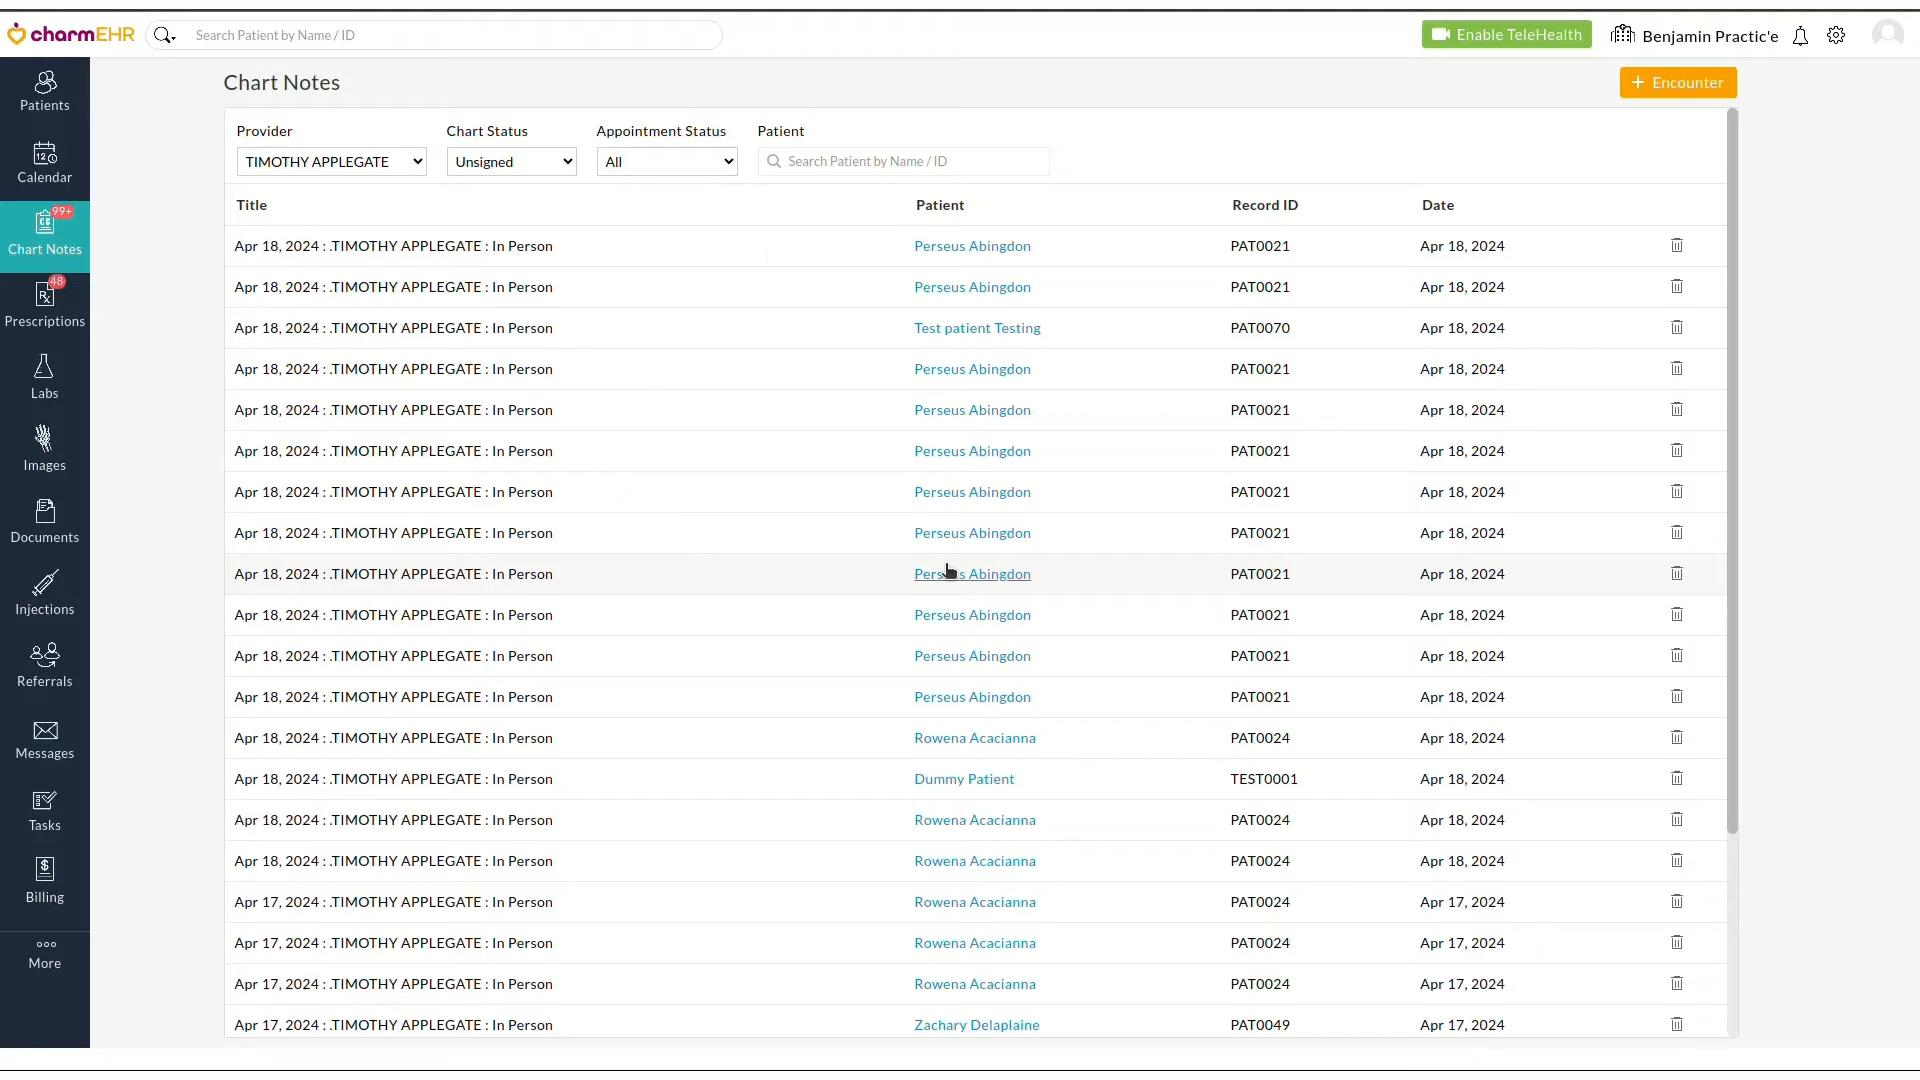 charmEHR Search Patient by Name / ID Enable TeleHealth Benjamin Practic'e
Patients
12
Calendar
99+
Chart Notes
48
Rx
Prescriptions
Labs
Images
Documents
Injections
Referrals
Messages
Tasks
$
Billing
More
Chart Notes + Encounter
Provider Chart Status Appointment Status Patient
TIMOTHY APPLEGATE Unsigned All Search Patient by Name / ID
Title Patient Record ID Date
Apr 18, 2024 : .TIMOTHY APPLEGATE : In Person Perseus Abingdon PAT0021 Apr 18, 2024
Apr 18, 2024 : .TIMOTHY APPLEGATE : In Person Perseus Abingdon PAT0021 Apr 18, 2024
Apr 18, 2024 : .TIMOTHY APPLEGATE : In Person Test patient Testing PAT0070 Apr 18, 2024
Apr 18, 2024 : .TIMOTHY APPLEGATE : In Person Perseus Abingdon PAT0021 Apr 18, 2024
Apr 18, 2024 : .TIMOTHY APPLEGATE : In Person Perseus Abingdon PAT0021 Apr 18, 2024
Apr 18, 2024 : .TIMOTHY APPLEGATE : In Person Perseus Abingdon PAT0021 Apr 18, 2024
Apr 18, 2024 : .TIMOTHY APPLEGATE : In Person Perseus Abingdon PAT0021 Apr 18, 2024
Apr 18, 2024 : .TIMOTHY APPLEGATE : In Person Perseus Abingdon PAT0021 Apr 18, 2024
Apr 18, 2024 : .TIMOTHY APPLEGATE : In Person Perseus Abingdon PAT0021 Apr 18, 2024
Apr 18, 2024 : .TIMOTHY APPLEGATE : In Person Perseus Abingdon PAT0021 Apr 18, 2024
Apr 18, 2024 : .TIMOTHY APPLEGATE : In Person Perseus Abingdon PAT0021 Apr 18, 2024
Apr 18, 2024 : .TIMOTHY APPLEGATE : In Person Perseus Abingdon PAT0021 Apr 18, 2024
Apr 18, 2024 : .TIMOTHY APPLEGATE : In Person Rowena Acacianna PAT0024 Apr 18, 2024
Apr 18, 2024 : .TIMOTHY APPLEGATE : In Person Dummy Patient TEST0001 Apr 18, 2024
Apr 18, 2024 : .TIMOTHY APPLEGATE : In Person Rowena Acacianna PAT0024 Apr 18, 2024
Apr 18, 2024 : .TIMOTHY APPLEGATE : In Person Rowena Acacianna PAT0024 Apr 18, 2024
Apr 17, 2024 : .TIMOTHY APPLEGATE : In Person Rowena Acacianna PAT0024 Apr 17, 2024
Apr 17, 2024 : .TIMOTHY APPLEGATE : In Person Rowena Acacianna PAT0024 Apr 17, 2024
Apr 17, 2024 : .TIMOTHY APPLEGATE : In Person Rowena Acacianna PAT0024 Apr 17, 2024
Apr 17, 2024 : .TIMOTHY APPLEGATE : In Person Zachary Delaplaine PAT0049 Apr 17, 2024